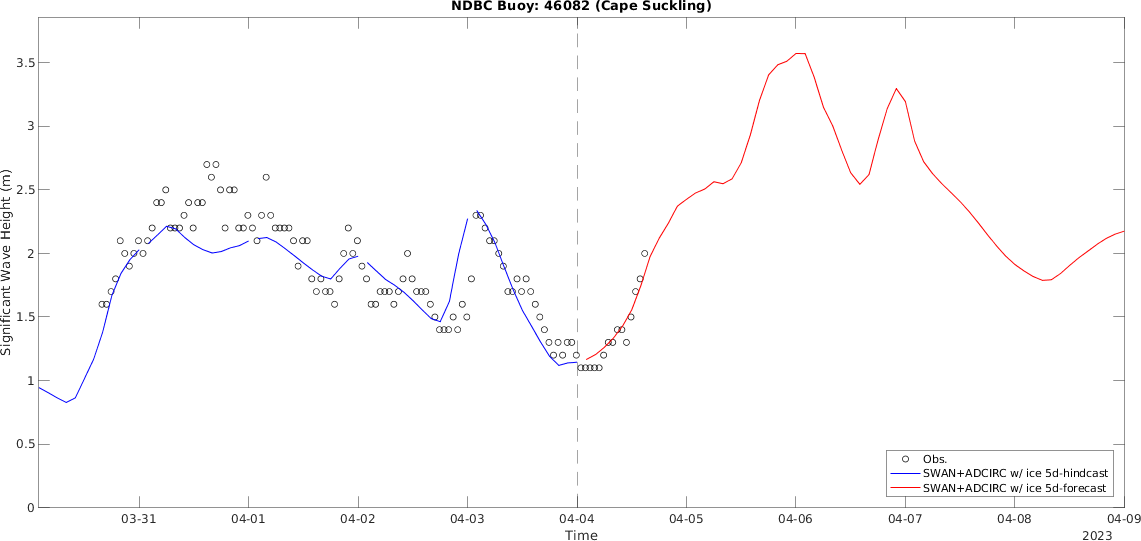 NDBC Buoy: 46082 (Cape Suckling)
Significant Wave Height (m)
3.5
3
2.5
2
1.5
1
0.5
0
03-31 04-01 04-02 04-03 04-04 04-05 04-06 04-07 04-08 04-09
Time
2023
Obs.
SWAN+ADCIRC w/ ice 5d-hindcast
SWAN+ADCIRC w/ ice 5d-forecast